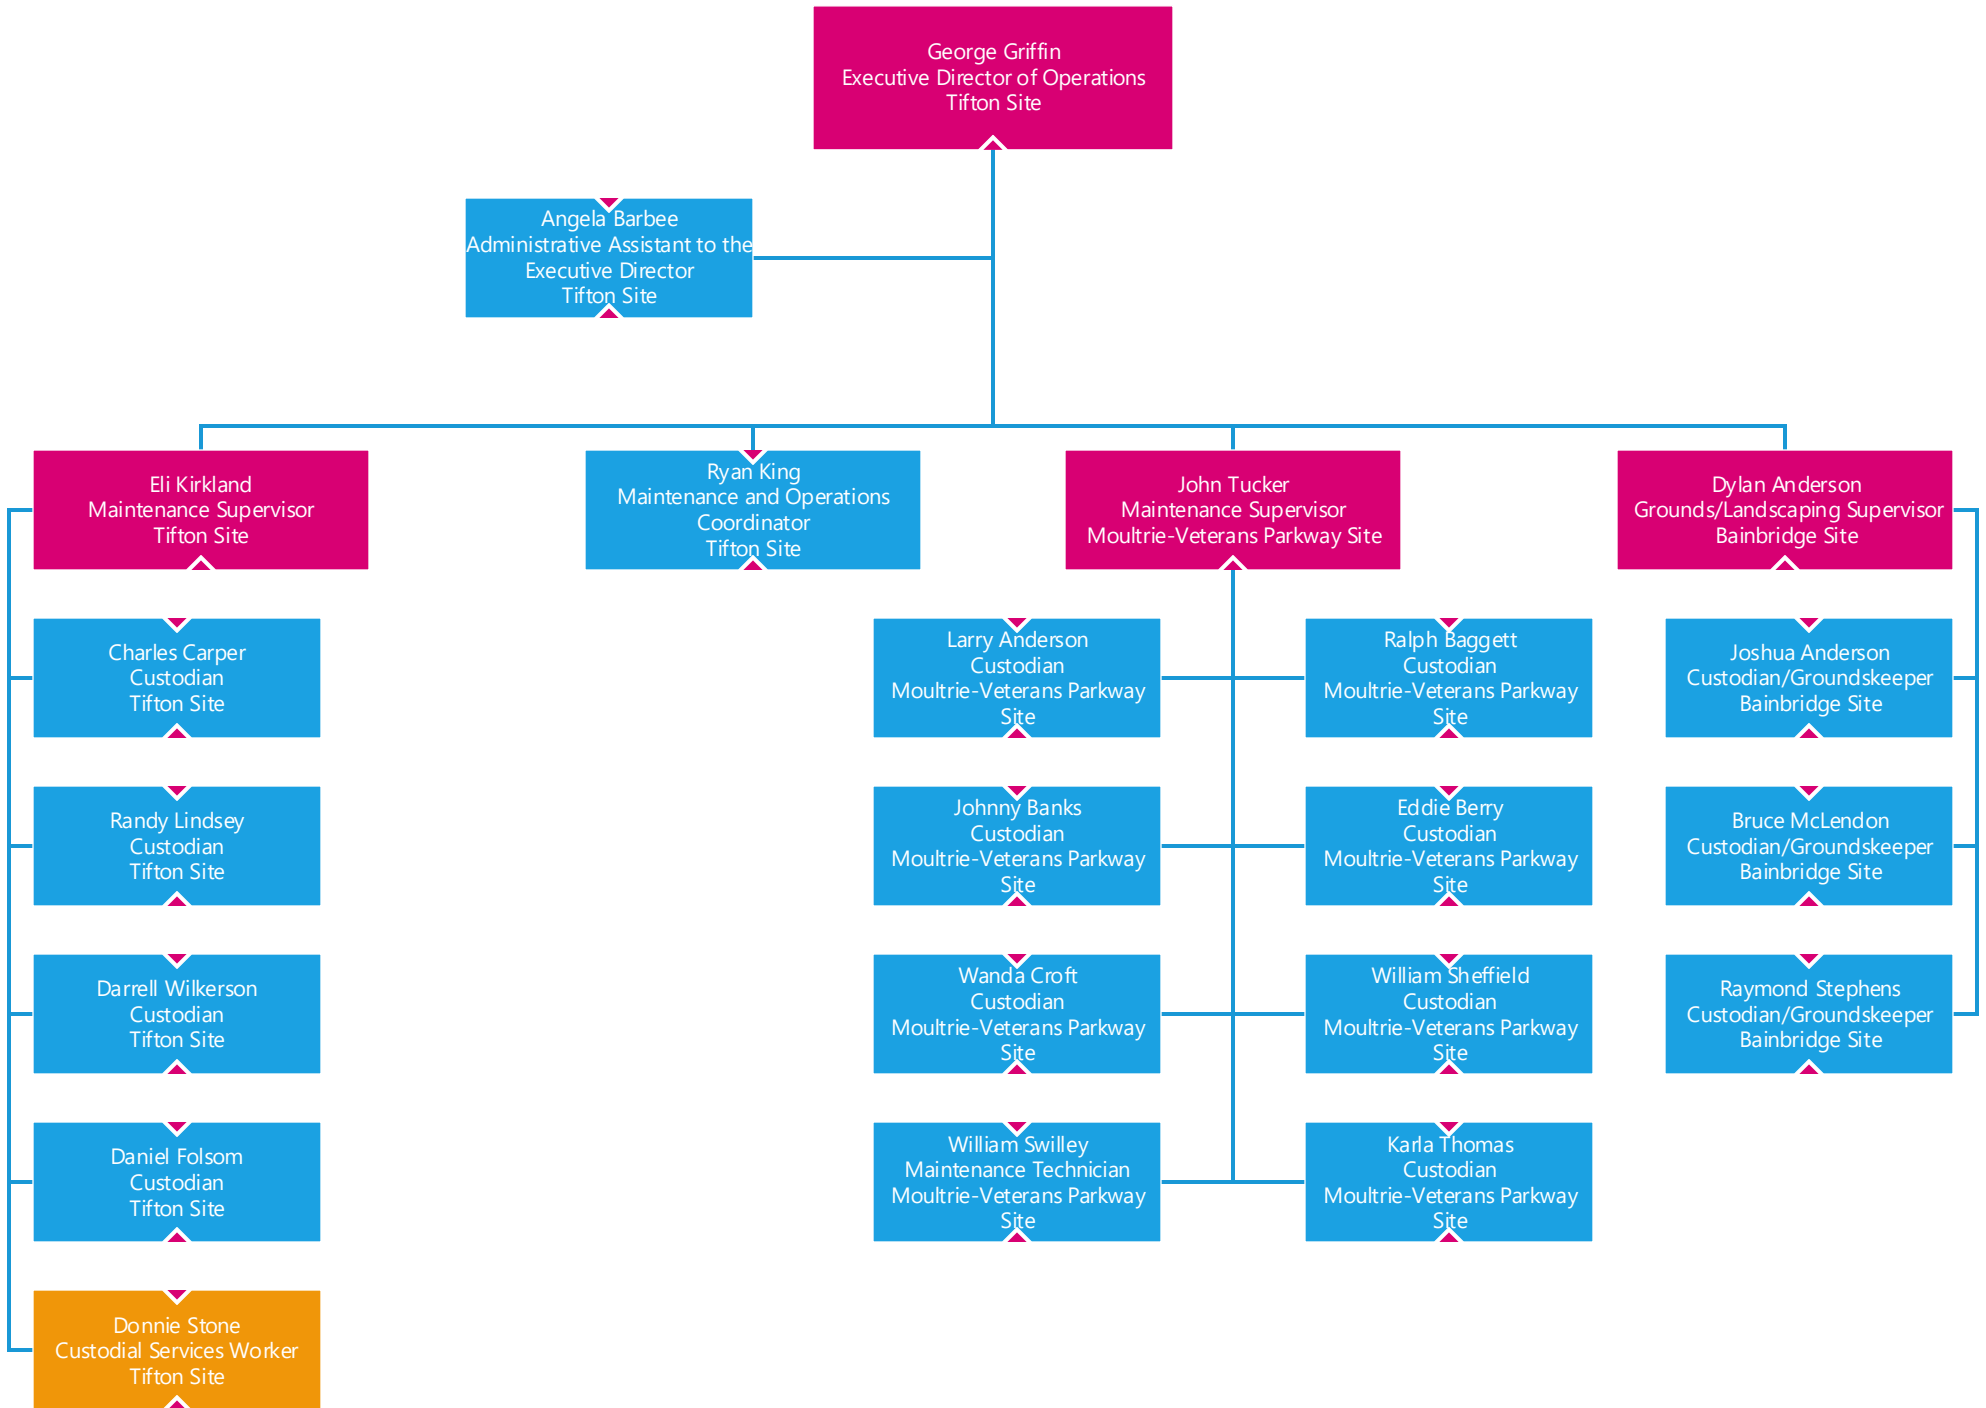 George Griffin
Executive Director of Operations
Tifton Site
Angela Barbee
Administrative Assistant to the
Executive Director
Tifton Site
Eli Kirkland
Maintenance Supervisor
Tifton Site
Ryan King
Maintenance and Operations
Coordinator
Tifton Site
John Tucker
Maintenance Supervisor
Moultrie-Veterans Parkway Site
Dylan Anderson
Grounds/Landscaping Supervisor
Bainbridge Site
Charles Carper
Custodian
Tifton Site
Larry Anderson
Custodian
Moultrie-Veterans Parkway
Site
Ralph Baggett
Custodian
Moultrie-Veterans Parkway
Site
Joshua Anderson
Custodian/Groundskeeper
Bainbridge Site
Randy Lindsey
Custodian
Tifton Site
Johnny Banks
Custodian
Moultrie-Veterans Parkway
Site
Eddie Berry
Custodian
Moultrie-Veterans Parkway
Site
Bruce McLendon
Custodian/Groundskeeper
Bainbridge Site
Darrell Wilkerson
Custodian
Tifton Site
Wanda Croft
Custodian
Moultrie-Veterans Parkway
Site
William Sheffield
Custodian
Moultrie-Veterans Parkway
Site
Raymond Stephens
Custodian/Groundskeeper
Bainbridge Site
Daniel Folsom
Custodian
Tifton Site
William Swilley
Maintenance Technician
Moultrie-Veterans Parkway
Site
Karla Thomas
Custodian
Moultrie-Veterans Parkway
Site
Donnie Stone
Custodial Services Worker
Tifton Site